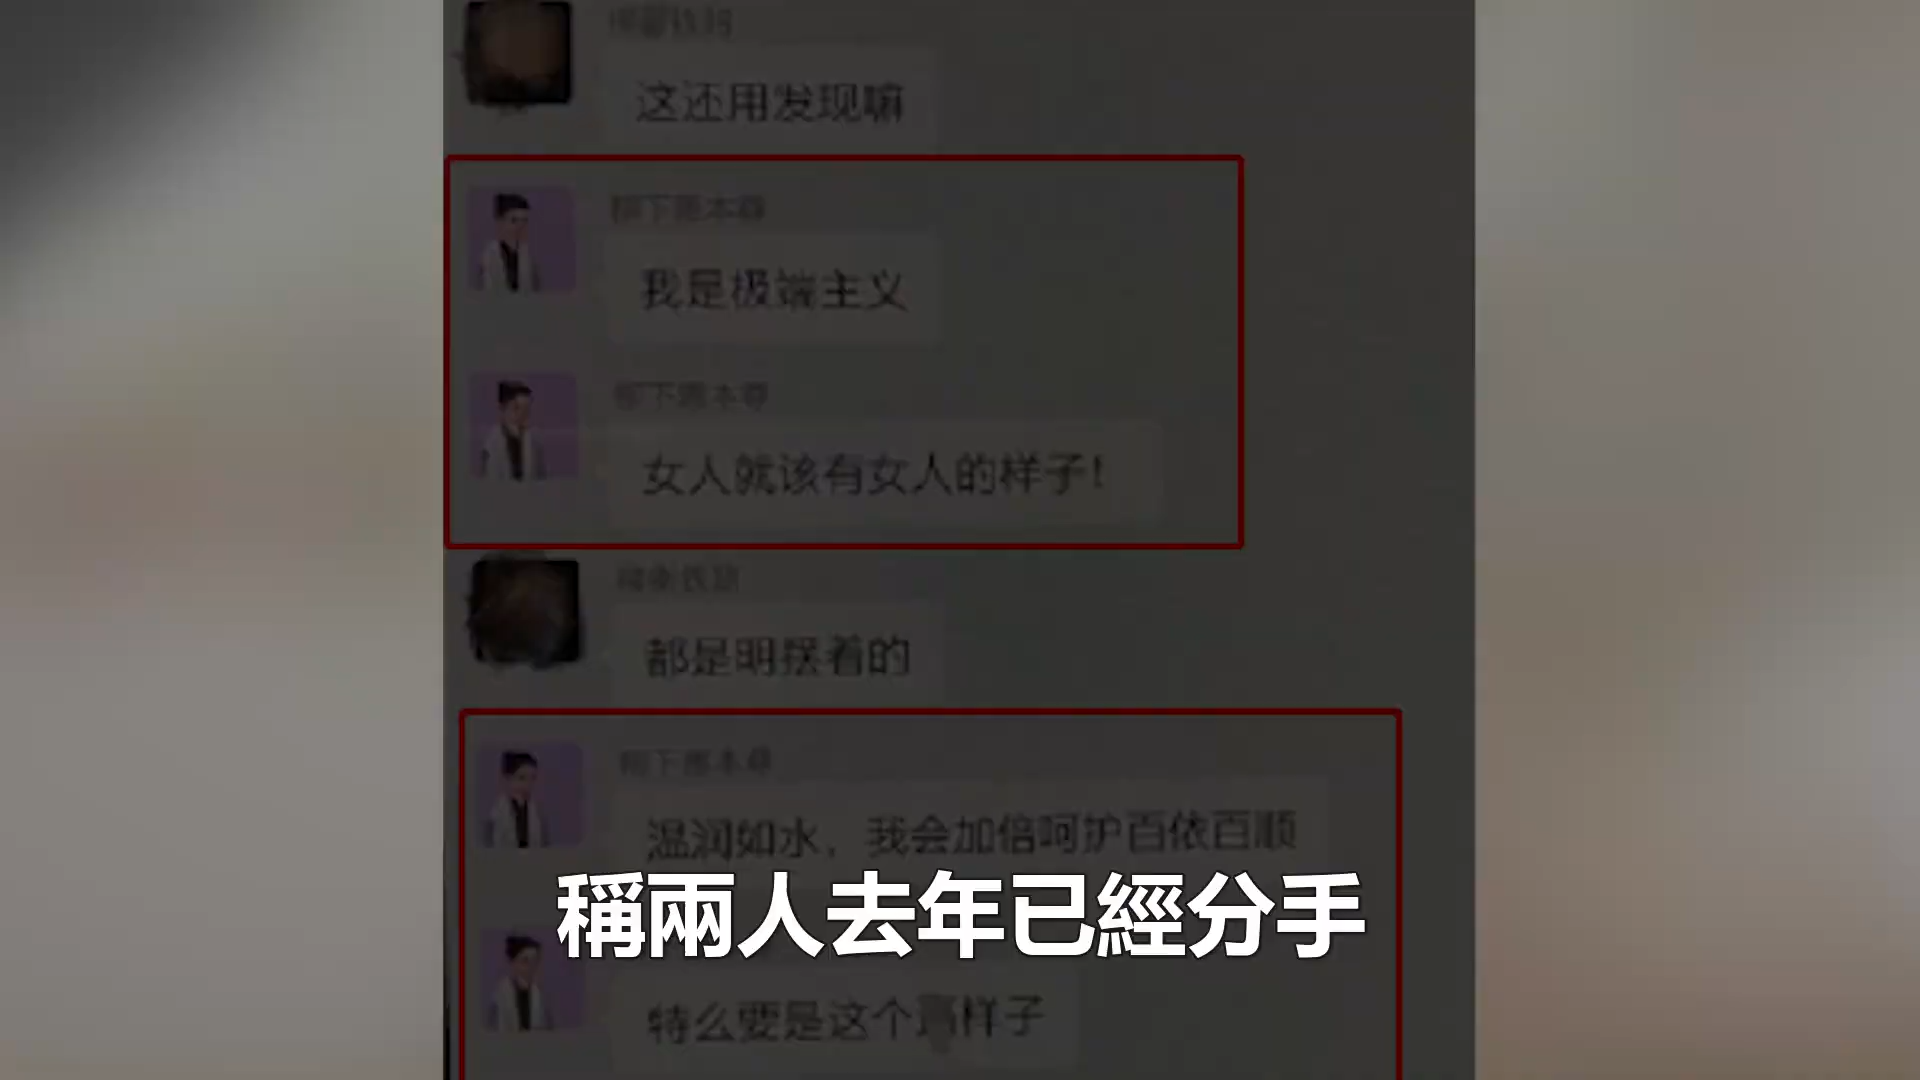 这还用发现嘛
我是极端主义
女人就该有女人的样子！
都是明摆着的
温润如水，我会加倍呵护百依百顺
稱兩人去年已經分手
特么要是这个样子